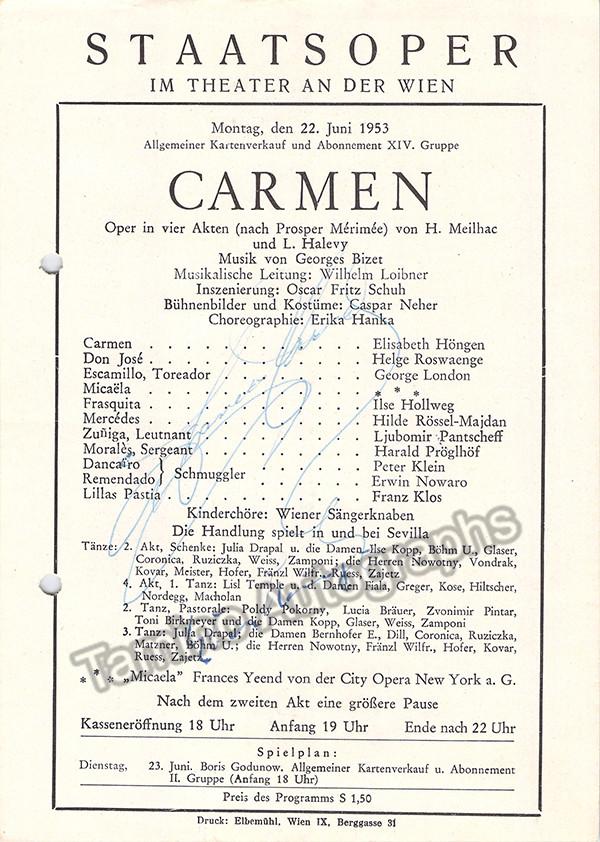 STAATSOPER
IM THEATER AN DER WIEN
Montag, den 22. Juni 1953
Allgemeiner Kartenverkauf und Abonnement XIV. Gruppe
CARMEN
Oper in vier Akten (nach Prosper Mérimée) von H. Meilhac
und L. Halevy
Musik von Georges Bizet
Musikalische Leitung: Wilhelm Loibner
Inszenierung: Oscar Fritz Schuh
Bühnenbilder und Kostüme: Caspar Neher
Choreographie: Erika Hanka
Carmen . . . . . . . . . . . . Elisabeth Höngen
Don José . . . . . . . . . . . . Helge Roswaenge
Escamillo, Toreador . . . . . . . . George London
Micaëla . . . . . . . . . . . . * * *
Frasquita . . . . . . . . . . . . Ilse Hollweg
Mercédes . . . . . . . . . . . . Hilde Rössel-Majdan
Zuñiga, Leutnant . . . . . . . . . Ljubomir Pantscheff
Moralès, Sergeant . . . . . . . . . Harald Pröglhöf
Dancaïro } Schmuggler . . . . . . . Peter Klein
Remendado } . . . . . . . Erwin Nowaro
Lillas Pastia . . . . . . . . . . . Franz Klos
Kinderchöre: Wiener Sängerknaben
Die Handlung spielt in und bei Sevilla
Tänze: 2. Akt, Schenke: Julia Drapal u. die Damen Ilse Kopp, Böhm U., Glaser,
Coronica, Ruziczka, Weiss, Zamponi; die Herren Nowotny, Vondrak,
Kovar, Meister, Hofer, Fränzl Wilfr., Ruess, Zajetz
4. Akt, 1. Tanz: Lisl Temple u. d. Damen Fiala, Greger, Kose, Hiltscher,
Nordegg, Macholan
2. Tanz, Pastorale: Poldy Pokorny, Lucia Bräuer, Zvonimir Pintar,
Toni Birkmeyer und die Damen Kopp, Glaser, Weiss, Zamponi
3. Tanz: Julia Drapal; die Damen Bernhofer E., Dill, Coronica, Ruziczka,
Matzner, Böhm U.; die Herren Nowotny, Fränzl Wilfr., Hofer, Kovar,
Ruess, Zajetz
* * * „Micaela" Frances Yeend von der City Opera New York a. G.
Nach dem zweiten Akt eine größere Pause
Kasseneröffnung 18 Uhr Anfang 19 Uhr Ende nach 22 Uhr
Spielplan:
Dienstag, 23. Juni. Boris Godunow. Allgemeiner Kartenverkauf u. Abonnement
II. Gruppe (Anfang 18 Uhr)
Preis des Programms S 1,50
Druck: Elbemühl, Wien IX, Berggasse 31
Tamino Autographs